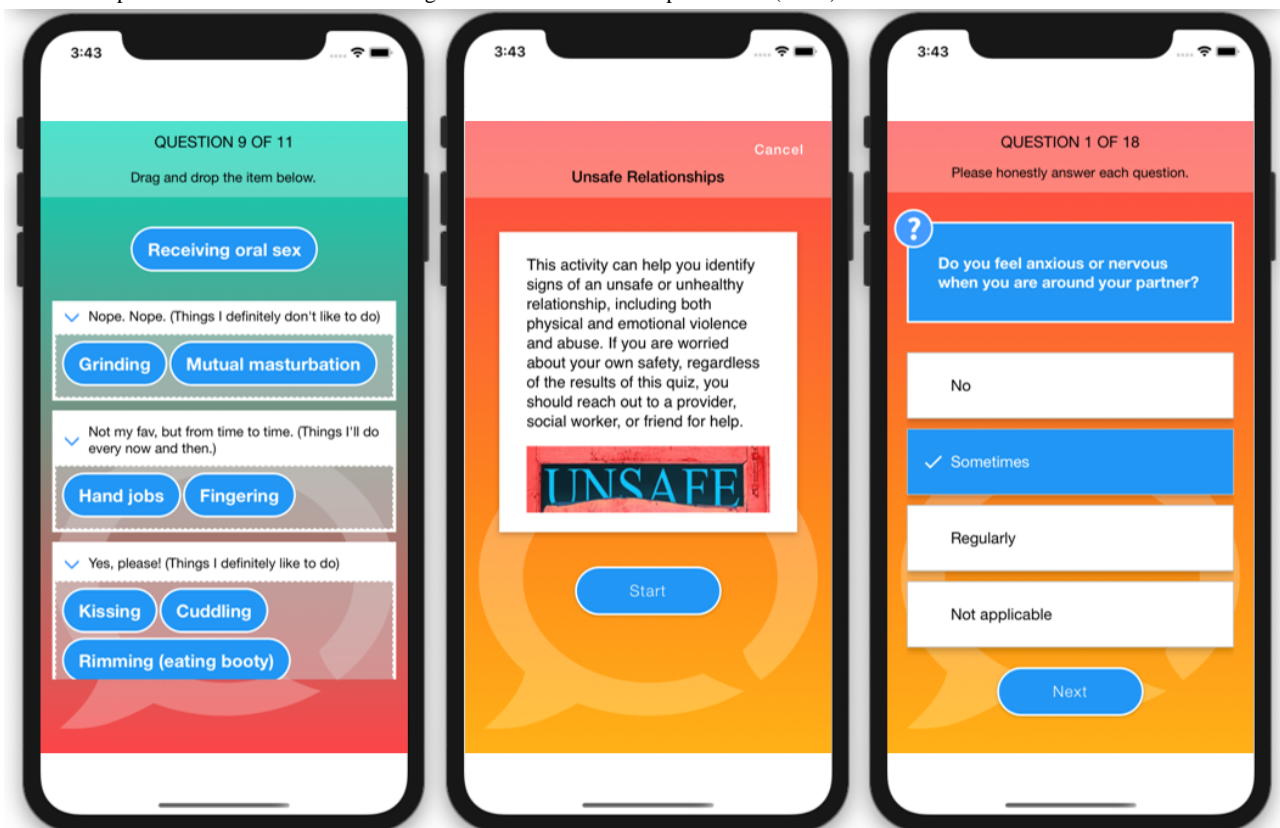 3:43
QUESTION 9 OF 11
Drag and drop the item below.
Receiving oral sex
Nope. Nope. (Things I definitely don't like to do)
Grinding
Mutual masturbation
Not my fav, but from time to time. (Things I'll do
every now and then.)
Hand jobs
Fingering
Yes, please! (Things I definitely like to do)
Kissing
Cuddling
Rimming (eating booty)
3:43
Cancel
Unsafe Relationships
This activity can help you identify
signs of an unsafe or unhealthy
relationship, including both
physical and emotional violence
and abuse. If you are worried
about your own safety, regardless
of the results of this quiz, you
should reach out to a provider,
social worker, or friend for help.
UNSAFE
Start
3:43
QUESTION 1 OF 18
Please honestly answer each question.
?
Do you feel anxious or nervous
when you are around your partner?
No
Sometimes
Regularly
Not applicable
Next